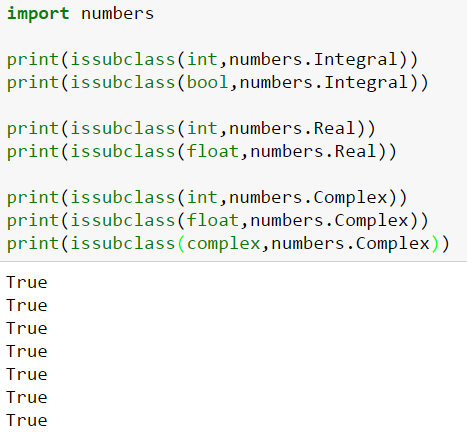 import numbers
print(issubclass(int,numbers.Integral))
print(issubclass(bool,numbers.Integral))
print(issubclass(int,numbers.Real))
print(issubclass(float,numbers.Real))
print(issubclass(int,numbers.Complex))
print(issubclass(float,numbers.Complex))
print(issubclass(complex,numbers.Complex))
True
True
True
True
True
True
True